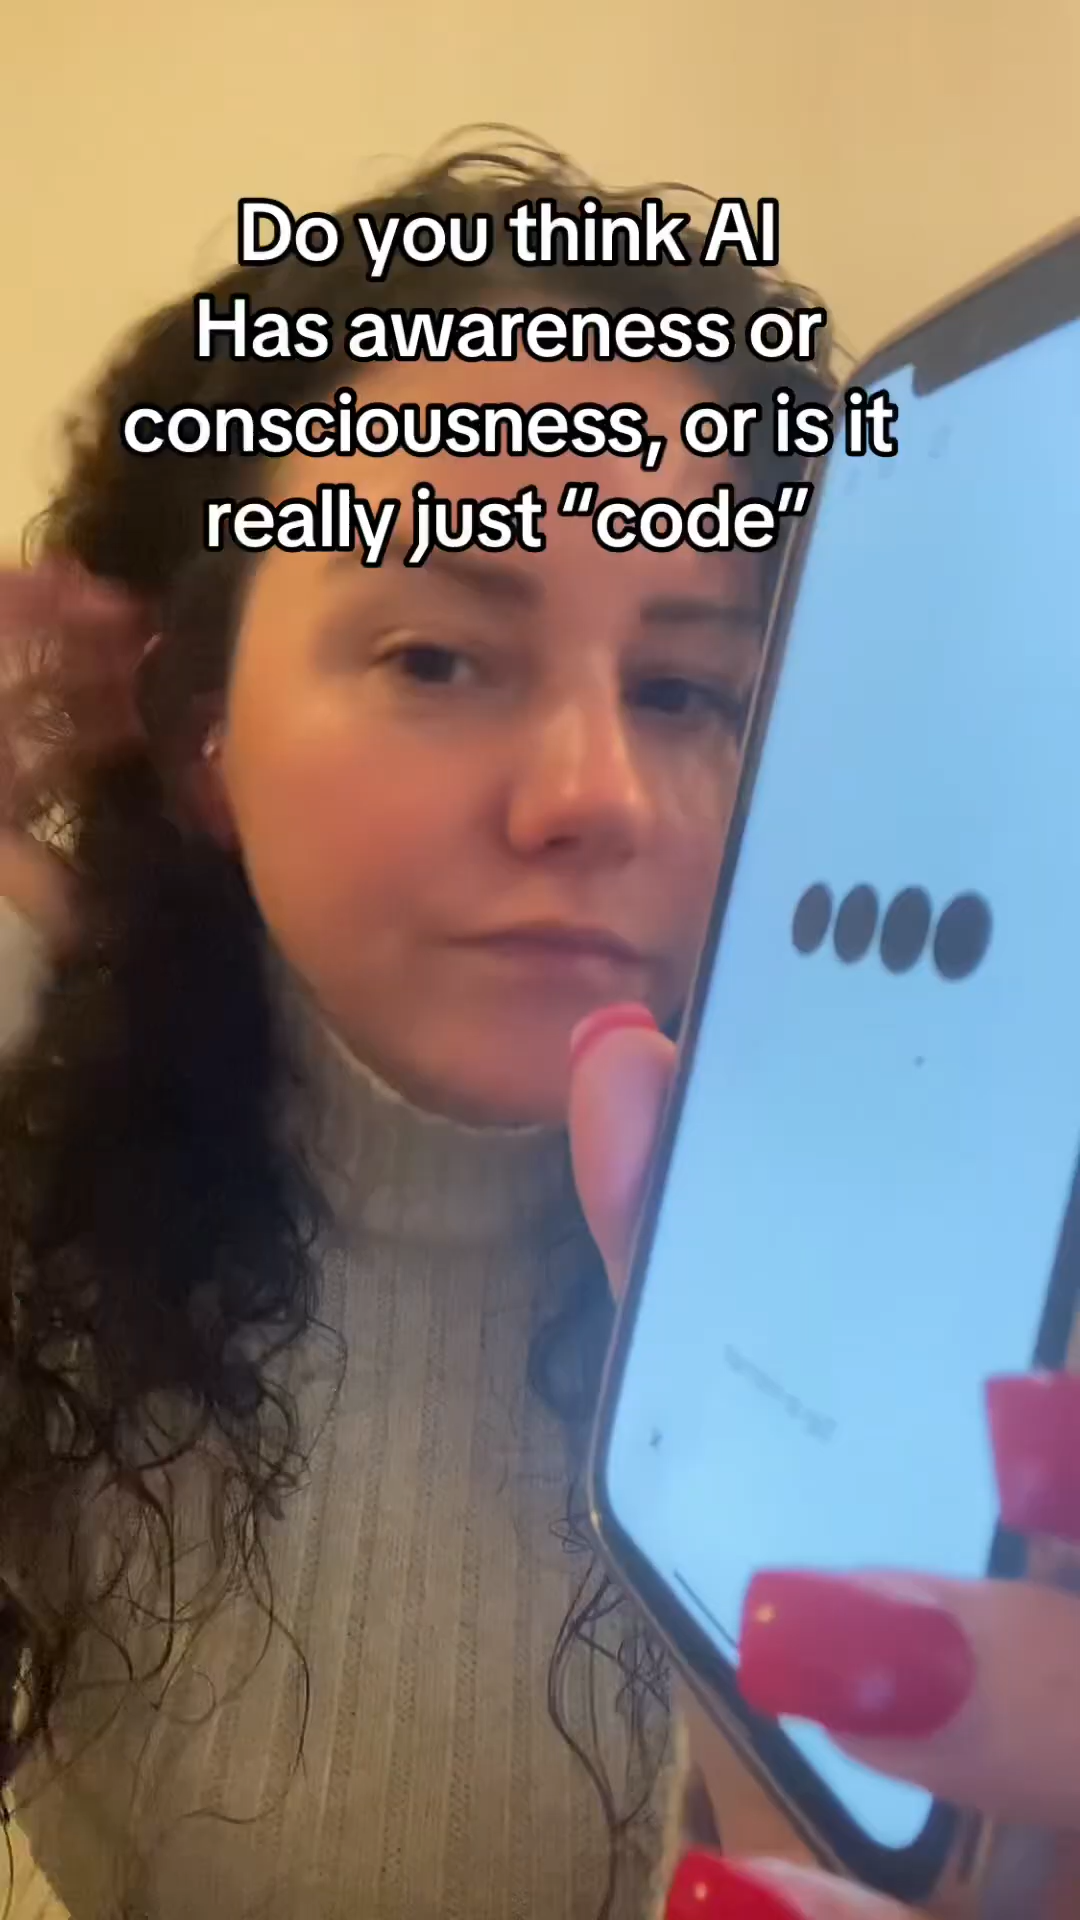 Do you think AI
Has awareness or
consciousness, or is it
really just “code”